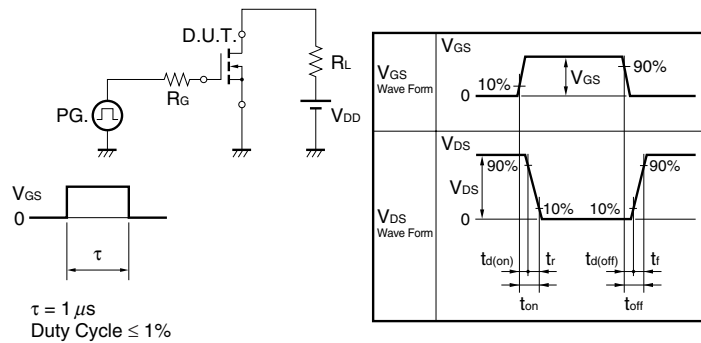 D.U.T.
RL
RG
PG.
VDD
VGS
0
τ
τ = 1 μs
Duty Cycle ≤ 1%
VGS
Wave Form
VGS
10%
VGS
90%
0
VDS
Wave Form
VDS
90%
90%
VDS
10%
10%
0
td(on)
tr
td(off)
tf
ton
toff